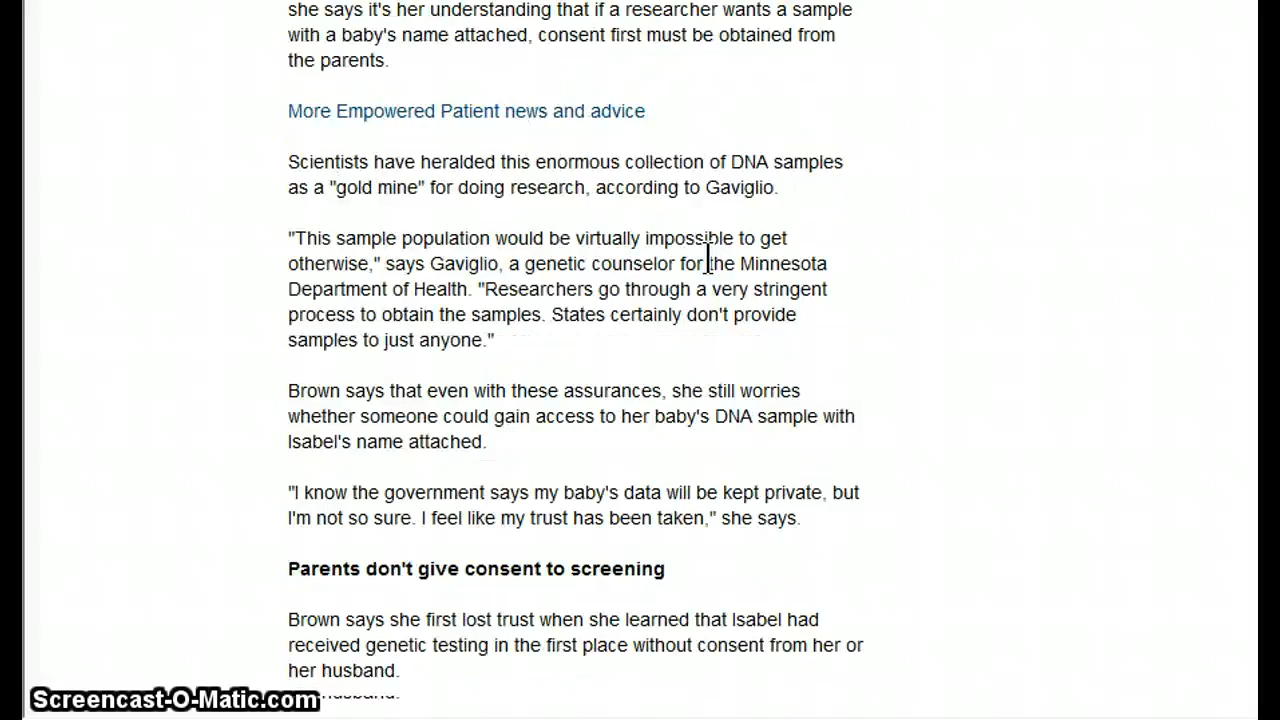 she says it's her understanding that if a researcher wants a sample
with a baby's name attached, consent first must be obtained from
the parents.
More Empowered Patient news and advice
Scientists have heralded this enormous collection of DNA samples
as a "gold mine" for doing research, according to Gaviglio.
"This sample population would be virtually impossible to get
otherwise," says Gaviglio, a genetic counselor for the Minnesota
Department of Health. "Researchers go through a very stringent
process to obtain the samples. States certainly don't provide
samples to just anyone."
Brown says that even with these assurances, she still worries
whether someone could gain access to her baby's DNA sample with
Isabel's name attached.
"I know the government says my baby's data will be kept private, but
I'm not so sure. I feel like my trust has been taken," she says.
Parents don't give consent to screening
Brown says she first lost trust when she learned that Isabel had
received genetic testing in the first place without consent from her or
her husband.
Screencast-O-Matic.com